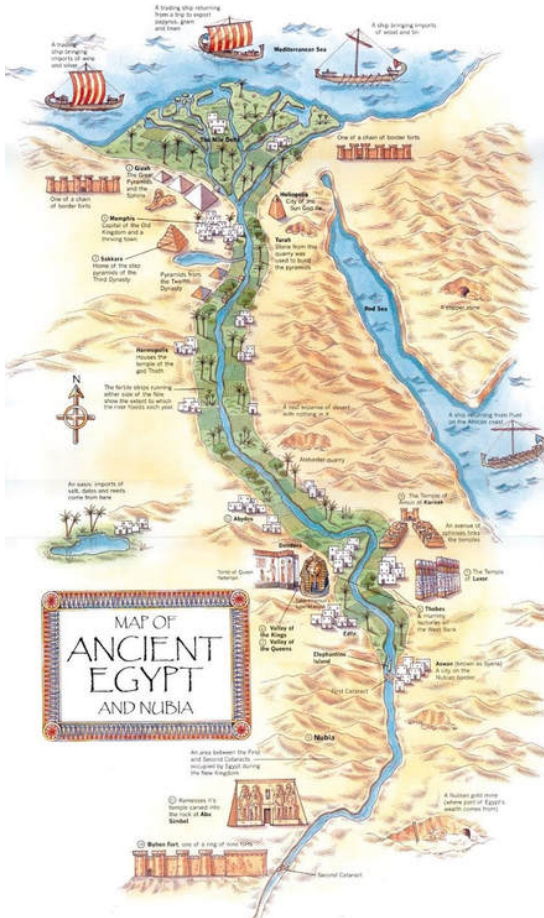 A trading ship returning
from a trip to export
papyrus, grain
and linen
A ship bringing imports
of wood and tin
A trading
ship bringing
imports of wine
and silver
Mediterranean Sea
The Nile Delta
One of a chain of border forts
Gizah
The Great
Pyramids
and the
Sphinx
One of a chain
of border forts
Heliopolis
City of the
Sun God Re
Memphis
Capital of the Old
Kingdom and a
thriving town
Turah
Stone from this
quarry was
used to build
the pyramids
Sakkara
Home of the step
pyramids of the
Third Dynasty
Pyramids from
the Twelfth
Dynasty
Red Sea
A copper mine
Hermopolis
Houses the
temple of the
god Thoth
The fertile strips running
either side of the Nile
show the extent to which
the river floods each year
N
A vast expanse of desert
with nothing in it
A ship returning from Punt
on the African coast
Alabaster quarry
An oasis: imports of
salt, dates and reeds
come from here
Abydos
The Temple of
Amun at Karnak
An avenue of
sphinxes links
the temples
Tomb of Queen
The Temple
of Luxor
Thebes
Valley of
the Kings
Valley of
the Queens
Edfu
Elephantine
Island
Aswan (known as Syene)
A city on the
Nubian border
First Cataract
MAP OF
ANCIENT
EGYPT
AND NUBIA
Nubia
An area between the First
and Second Cataracts
occupied by Egypt during
the New Kingdom
Ramesses II's
temple carved into
the rock at Abu
Simbel
A Nubian gold mine
(where part of Egypt's
wealth comes from)
Buhen Fort, one of a ring of nine forts
Second Cataract